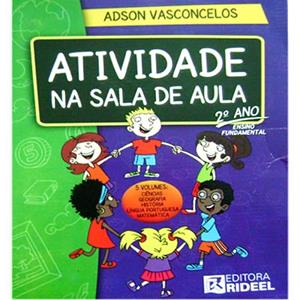 ADSON VASCONCELOS
ATIVIDADE
NA SALA DE AULA
2º ANO
ENSINO
FUNDAMENTAL
5 VOLUMES:
CIÊNCIAS
GEOGRAFIA
HISTÓRIA
LÍNGUA PORTUGUESA
MATEMÁTICA
EDITORA
RIDEEL